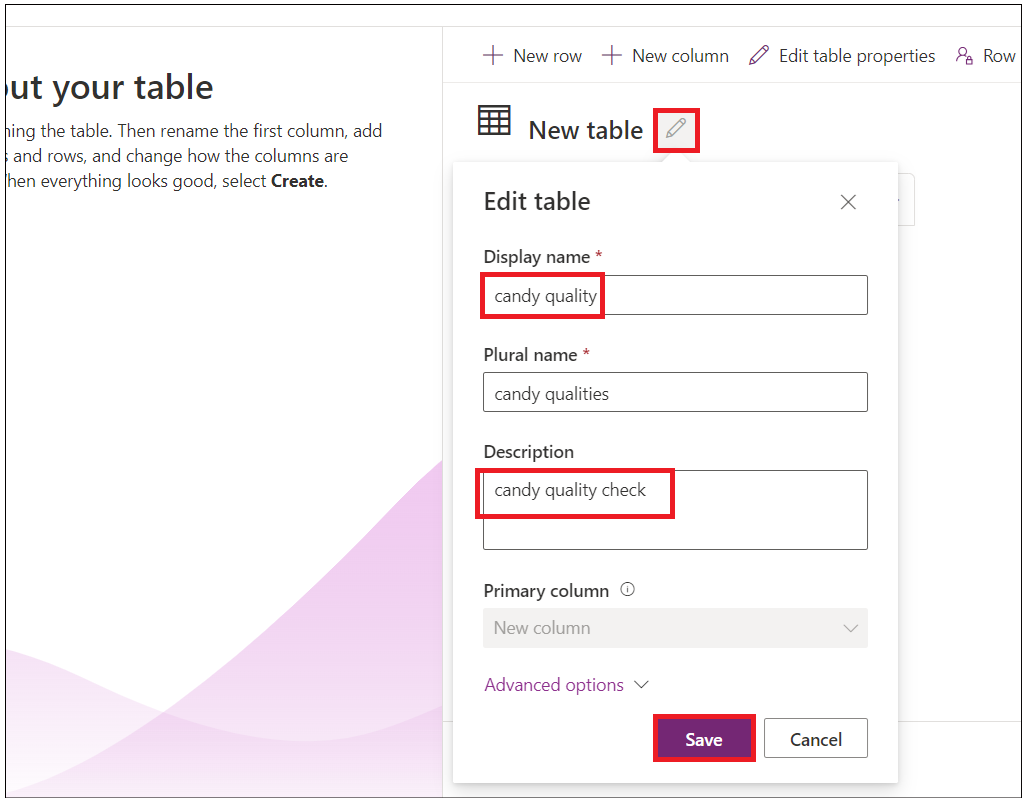 New row New column Edit table properties Row
out your table
ning the table. Then rename the first column, add
s and rows, and change how the columns are
When everything looks good, select Create.
New table
Edit table
Display name *
candy quality
Plural name *
candy qualities
Description
candy quality check
Primary column
New column
Advanced options
Save Cancel